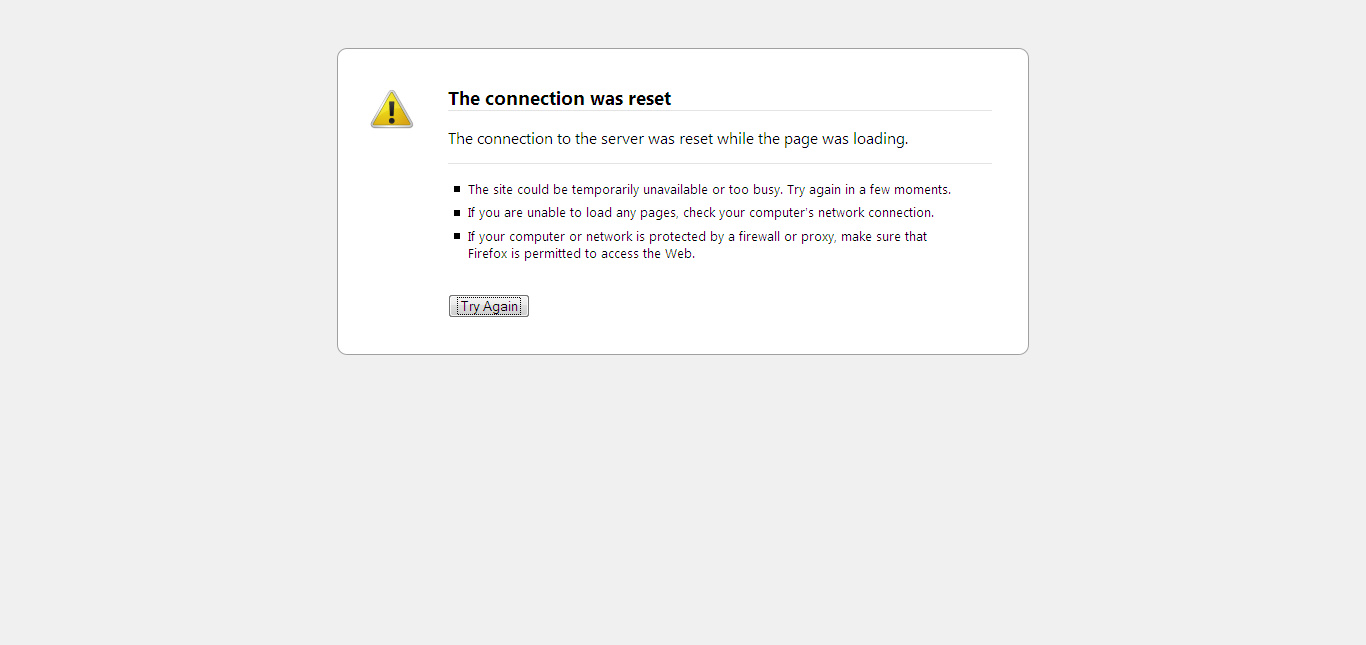 The connection was reset
The connection to the server was reset while the page was loading.
The site could be temporarily unavailable or too busy. Try again in a few moments.
If you are unable to load any pages, check your computer's network connection.
If your computer or network is protected by a firewall or proxy, make sure that
Firefox is permitted to access the Web.
Try Again